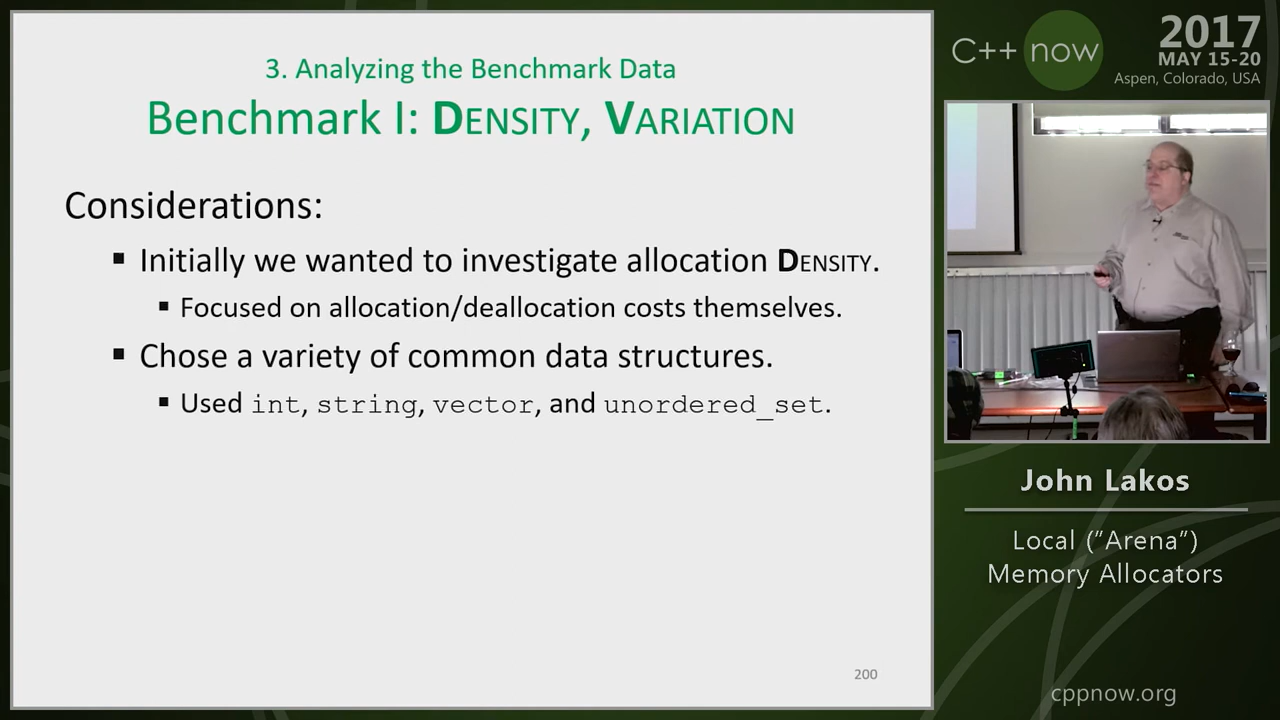 3. Analyzing the Benchmark Data
Benchmark I: DENSITY, VARIATION
Considerations:
▪ Initially we wanted to investigate allocation DENSITY.
▪ Focused on allocation/deallocation costs themselves.
▪ Chose a variety of common data structures.
▪ Used int, string, vector, and unordered_set.
200
C++ now
2017
MAY 15-20
Aspen, Colorado, USA
John Lakos
Local ("Arena")
Memory Allocators
cppnow.org